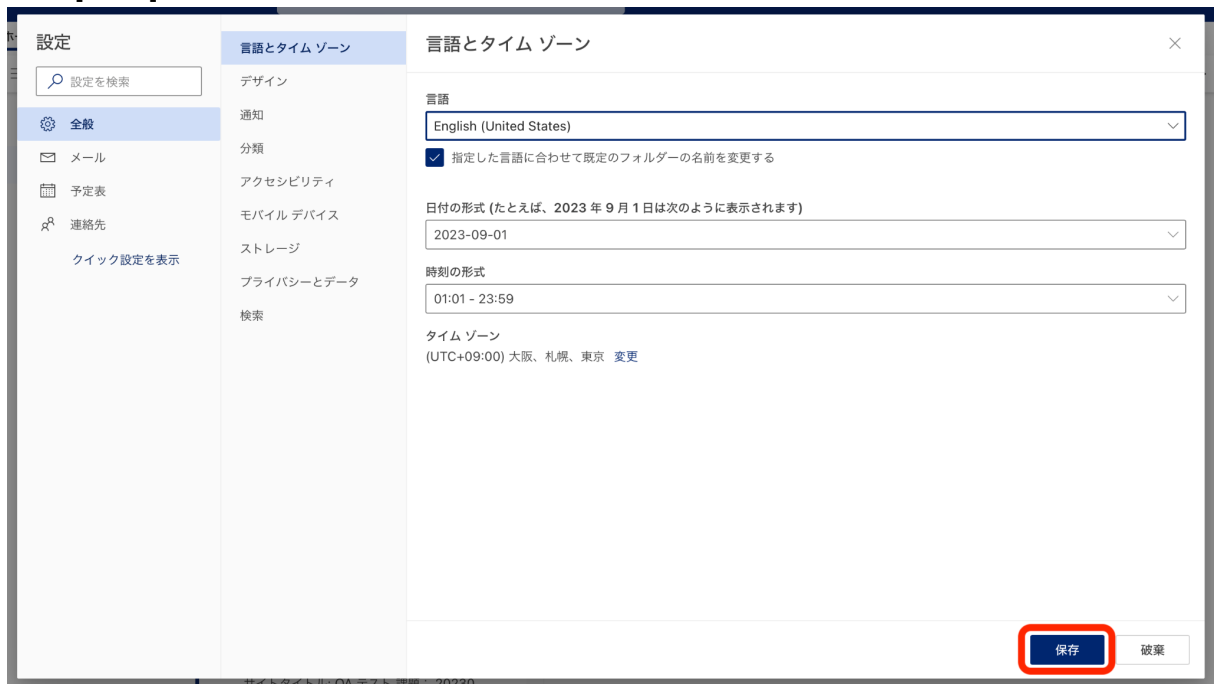 設定
設定を検索
全般
メール
予定表
連絡先
クイック設定を表示
言語とタイム ゾーン
デザイン
通知
分類
アクセシビリティ
モバイル デバイス
ストレージ
プライバシーとデータ
検索
言語とタイム ゾーン
言語
English (United States)
指定した言語に合わせて既定のフォルダーの名前を変更する
日付の形式 (たとえば、2023 年 9 月 1 日は次のように表示されます)
2023-09-01
時刻の形式
01:01 - 23:59
タイム ゾーン
(UTC+09:00) 大阪、札幌、東京 変更
保存
破棄